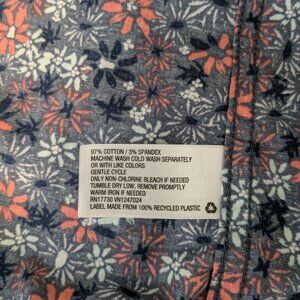 97% COTTON / 3% SPANDEX
MACHINE WASH COLD WASH SEPARATELY
OR WITH LIKE COLORS
GENTLE CYCLE
ONLY NON-CHLORINE BLEACH IF NEEDED
TUMBLE DRY LOW, REMOVE PROMPTLY
WARM IRON IF NEEDED
RN17730 VN1247024
LABEL MADE FROM 100% RECYCLED PLASTIC